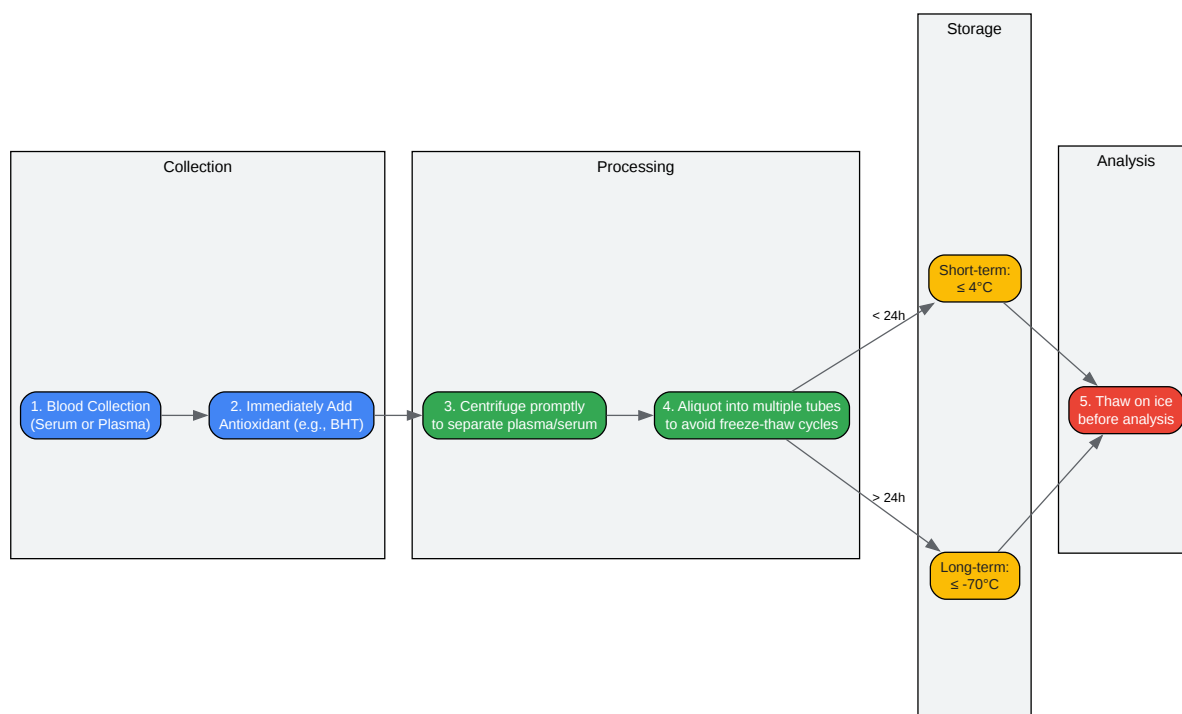 Collection
1. Blood Collection
(Serum or Plasma)
2. Immediately Add
Antioxidant (e.g., BHT)
Processing
3. Centrifuge promptly
to separate plasma/serum
4. Aliquot into multiple tubes
to avoid freeze-thaw cycles
< 24h
> 24h
Storage
Short-term:
≤ 4°C
Long-term:
≤ -70°C
Analysis
5. Thaw on ice
before analysis